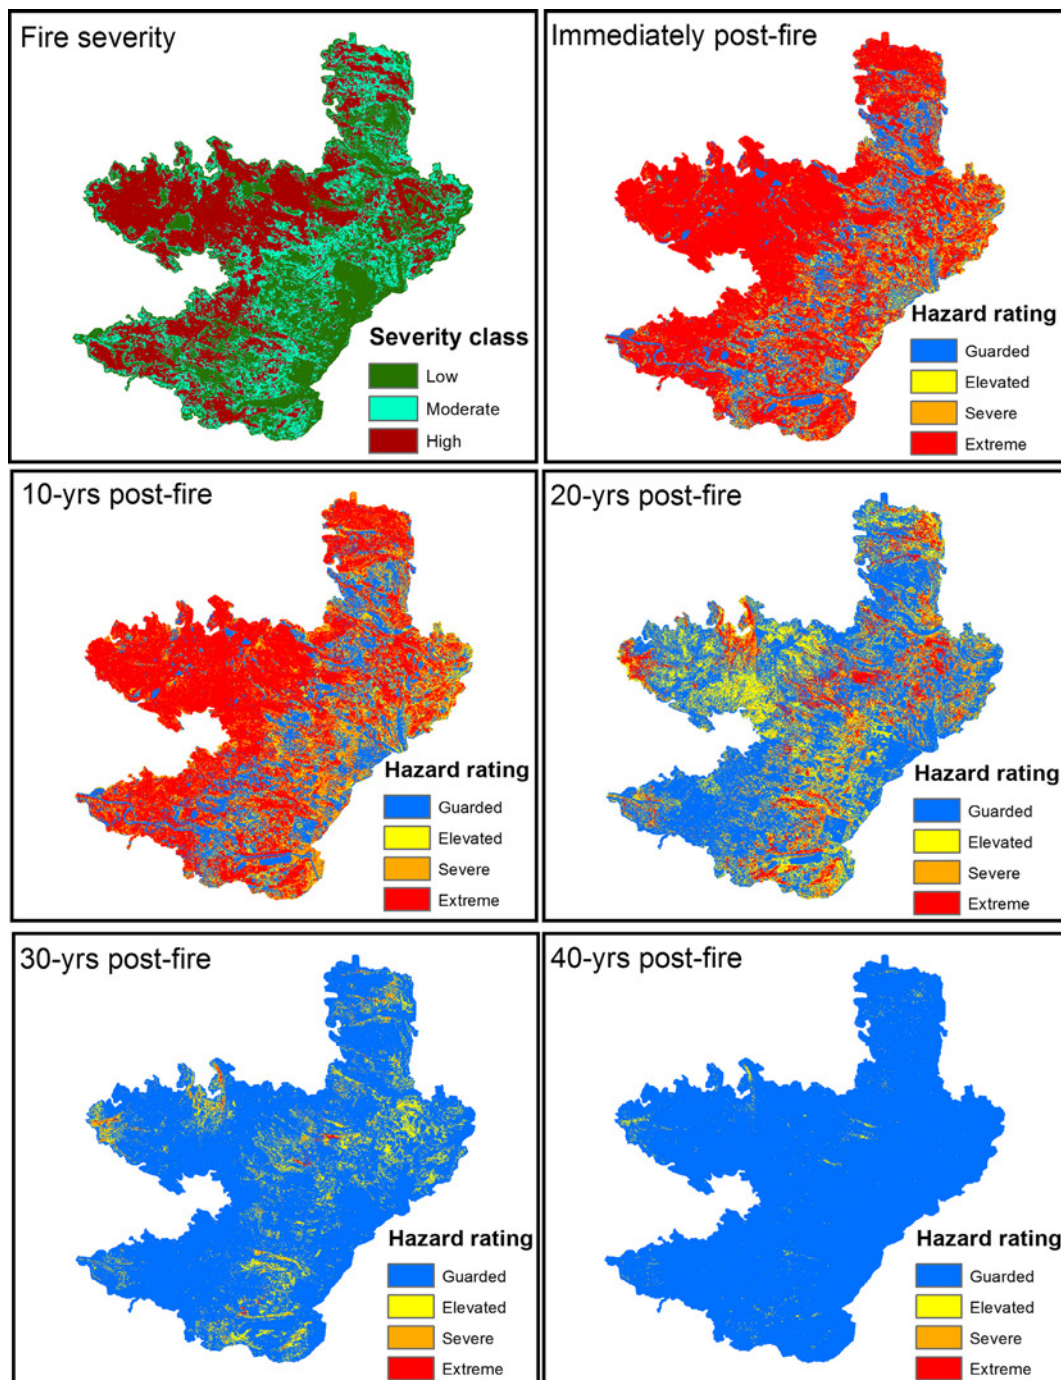 Fire severity
Severity class
Low
Moderate
High
Immediately post-fire
Hazard rating
Guarded
Elevated
Severe
Extreme
10-yrs post-fire
Hazard rating
Guarded
Elevated
Severe
Extreme
20-yrs post-fire
Hazard rating
Guarded
Elevated
Severe
Extreme
30-yrs post-fire
Hazard rating
Guarded
Elevated
Severe
Extreme
40-yrs post-fire
Hazard rating
Guarded
Elevated
Severe
Extreme